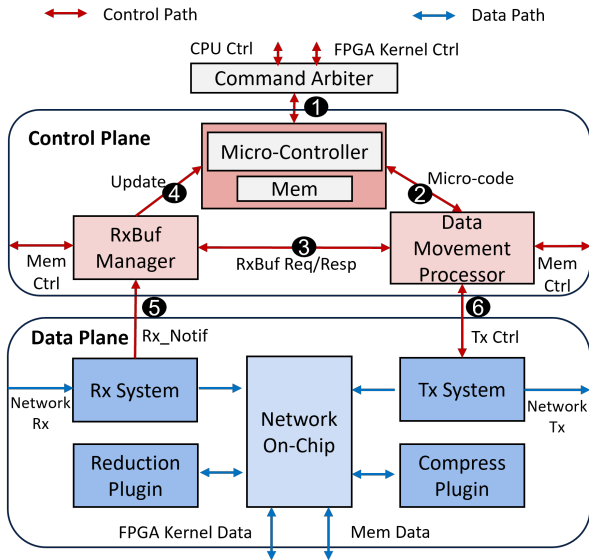 Control Path
Data Path
CPU Ctrl
FPGA Kernel Ctrl
Command Arbiter
1
Control Plane
Micro-Controller
Mem
Update
4
2
Micro-code
RxBuf
Manager
3
RxBuf Req/Resp
Data
Movement
Processor
Mem
Ctrl
Mem
Ctrl
5
6
Data Plane
Rx_Notif
Tx Ctrl
Rx System
Network
On-Chip
Tx System
Network
Rx
Network
Tx
Reduction
Plugin
Compress
Plugin
FPGA Kernel Data
Mem Data